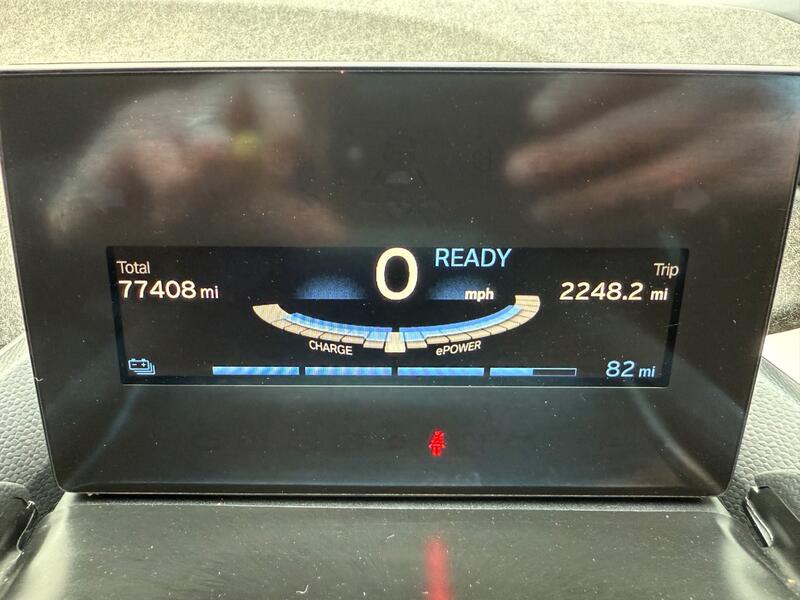 Total
77408 mi
0
READY
mph
Trip
2248.2 mi
CHARGE
ePOWER
82 mi